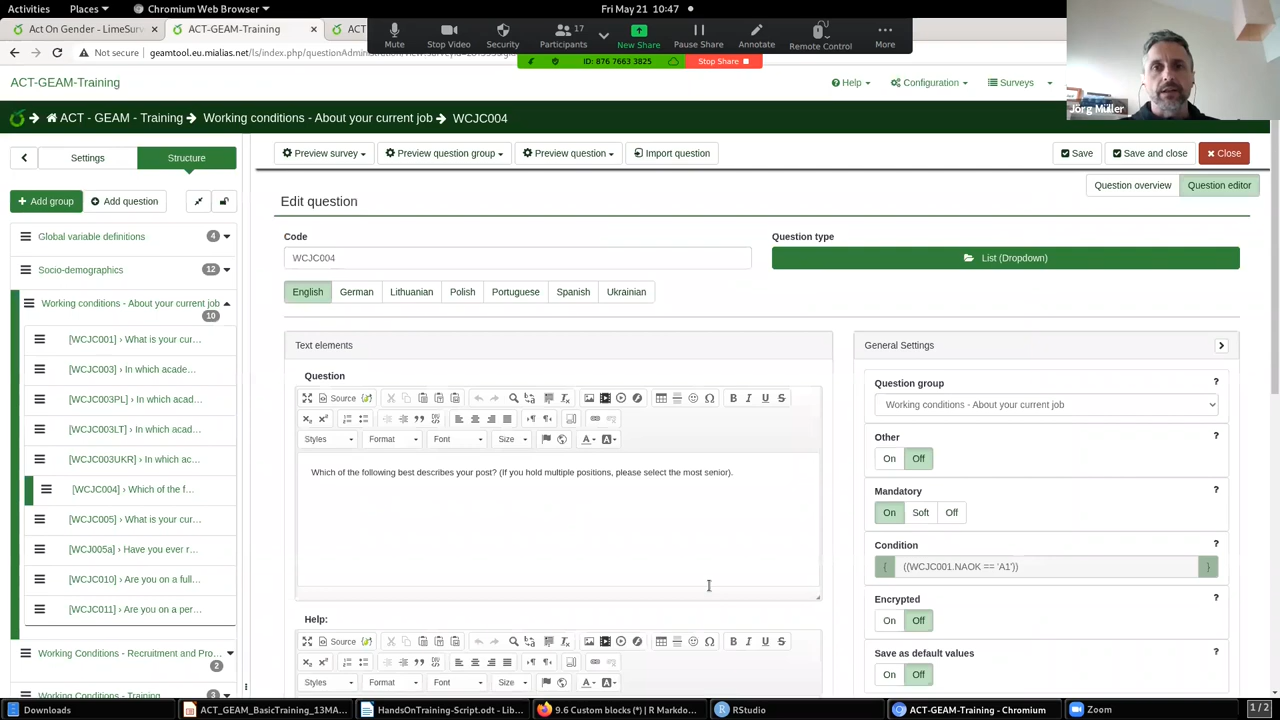 Activities Places Chromium Web Browser Fri May 21 10:47
Act On Gender - LimeSurv
ACT-GEAM-Training
ACT
Mute
Stop Video
Security
17
Participants
New Share
Pause Share
Annotate
Remote Control
More
ID: 876 7663 3825
Stop Share
Not secure
geamtool.eu.mialias.net/ls/index.php/questionAdminist
Jörg Müller
ACT-GEAM-Training
Help
Configuration
Surveys
ACT - GEAM - Training
Working conditions - About your current job
WCJC004
Settings
Structure
Preview survey
Preview question group
Preview question
Import question
Save
Save and close
Close
Add group
Add question
Question overview
Question editor
Global variable definitions 4
Socio-demographics 12
Working conditions - About your current job
10
[WCJC001] › What is your cur...
[WCJC003] › In which acade...
[WCJC003PL] › In which acad...
[WCJC003LT] › In which acad...
[WCJC003UKR] › In which ac...
[WCJC004] › Which of the f...
[WCJC005] › What is your cur...
[WCJ005a] › Have you ever r...
[WCJC010] › Are you on a full...
[WCJC011] › Are you on a per...
Working Conditions - Recruitment and Pro...
2
Working Conditions - Training 3
Edit question
Code
WCJC004
Question type
List (Dropdown)
English
German
Lithuanian
Polish
Portuguese
Spanish
Ukrainian
Text elements
Question
Source
Styles
Format
Font
Size
Which of the following best describes your post? (If you hold multiple positions, please select the most senior).
Help:
Source
Styles
Format
Font
Size
General Settings
Question group ?
Working conditions - About your current job
Other ?
On Off
Mandatory ?
On Soft Off
Condition ?
{ ((WCJC001.NAOK == 'A1')) }
Encrypted ?
On Off
Save as default values ?
On Off
Downloads
ACT_GEAM_BasicTraining_13MA...
HandsOnTraining-Script.odt - Lib...
9.6 Custom blocks (*) | R Markdo...
RStudio
ACT-GEAM-Training - Chromium
Zoom
1 / 2